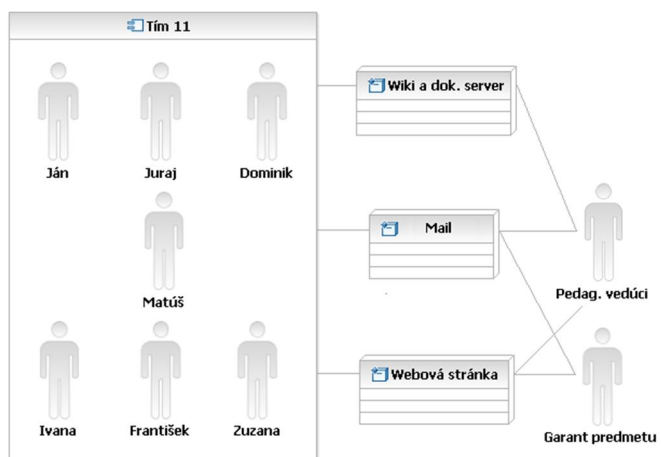 Tím 11
Wiki a dok. server
Ján
Juraj
Dominik
Mail
Matúš
Pedag. vedúci
Webová stránka
Ivana
František
Zuzana
Garant predmetu